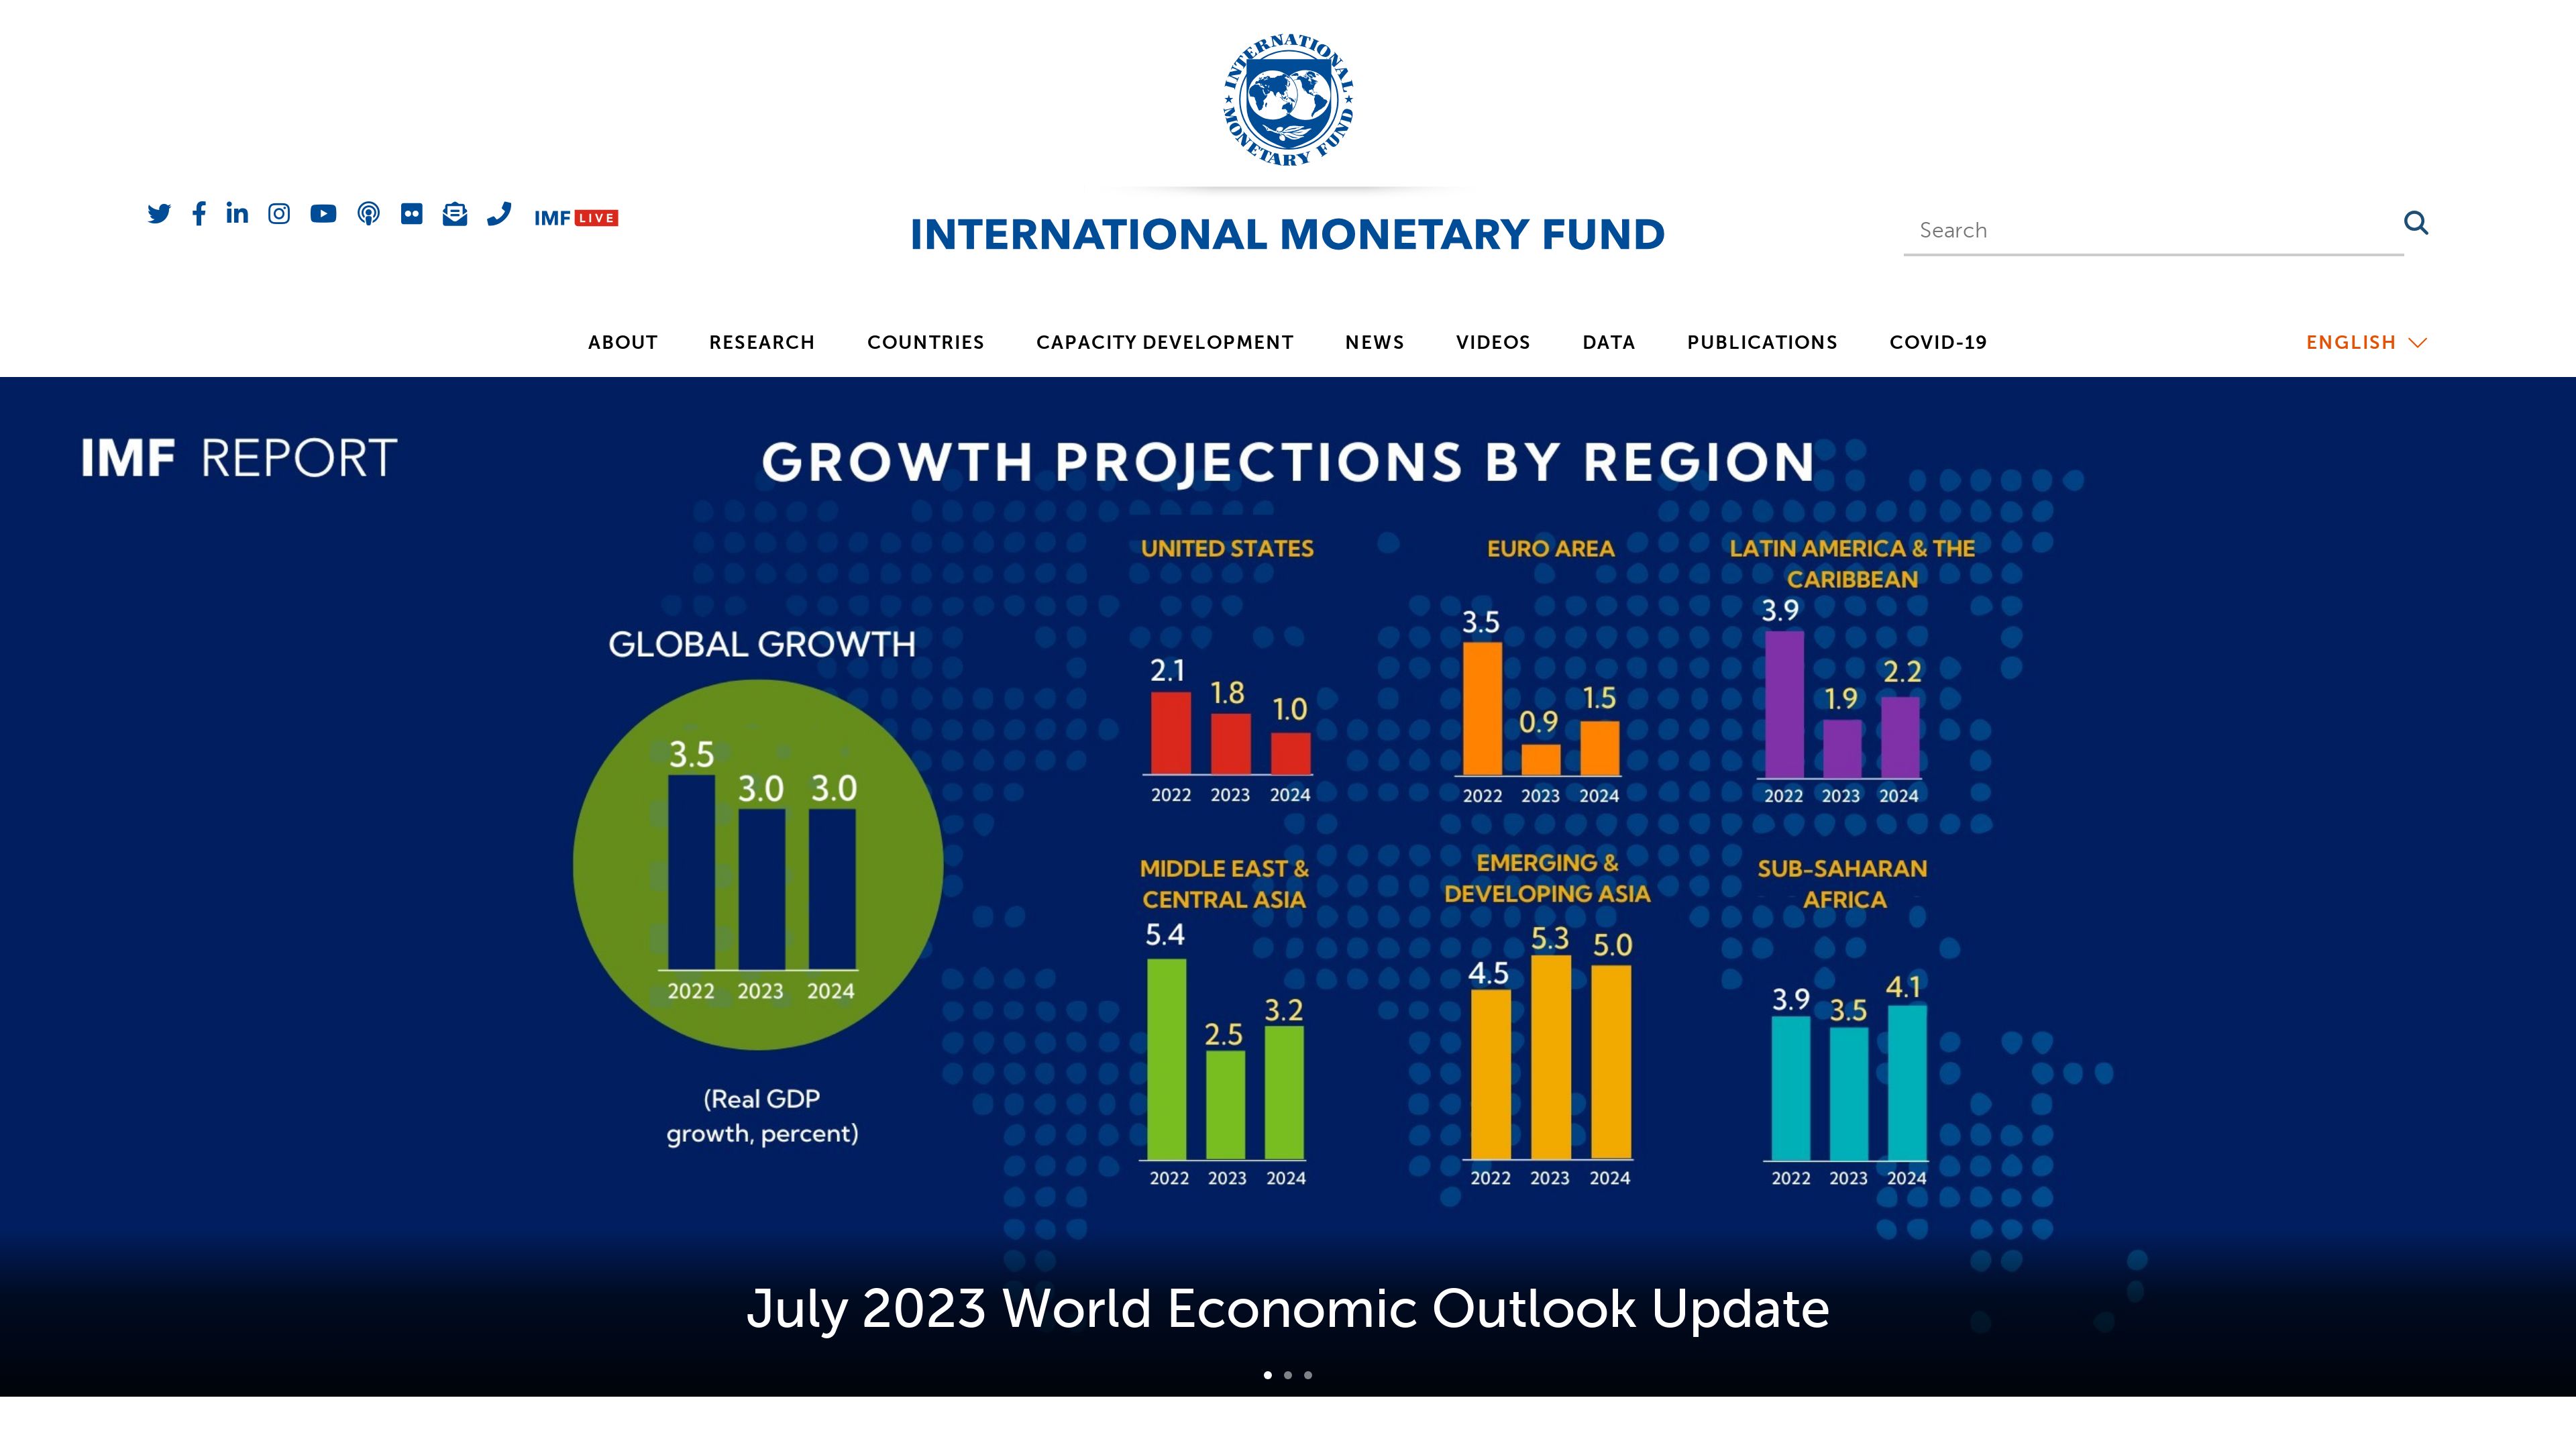 INTERNATIONAL
MONETARY FUND
IMF LIVE
INTERNATIONAL MONETARY FUND
Search
ABOUT RESEARCH COUNTRIES CAPACITY DEVELOPMENT NEWS VIDEOS DATA PUBLICATIONS COVID-19 ENGLISH
IMF REPORT
GROWTH PROJECTIONS BY REGION
GLOBAL GROWTH
3.5 3.0 3.0
2022 2023 2024
(Real GDP
growth, percent)
UNITED STATES
2.1 1.8 1.0
2022 2023 2024
EURO AREA
3.5 0.9 1.5
2022 2023 2024
LATIN AMERICA & THE
CARIBBEAN
3.9 1.9 2.2
2022 2023 2024
MIDDLE EAST &
CENTRAL ASIA
5.4 2.5 3.2
2022 2023 2024
EMERGING &
DEVELOPING ASIA
4.5 5.3 5.0
2022 2023 2024
SUB-SAHARAN
AFRICA
3.9 3.5 4.1
2022 2023 2024
July 2023 World Economic Outlook Update